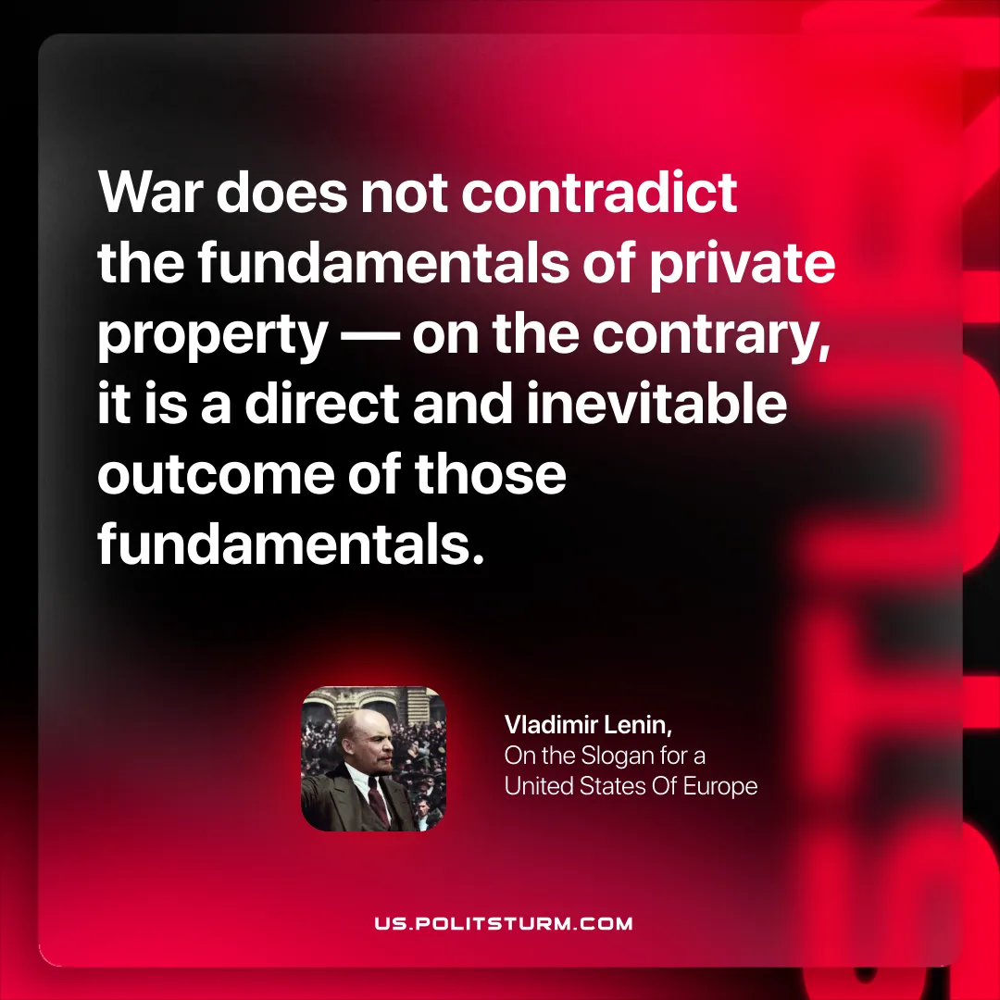 War does not contradict
the fundamentals of private
property — on the contrary,
it is a direct and inevitable
outcome of those
fundamentals.
Vladimir Lenin,
On the Slogan for a
United States Of Europe
US.POLITSTURM.COM